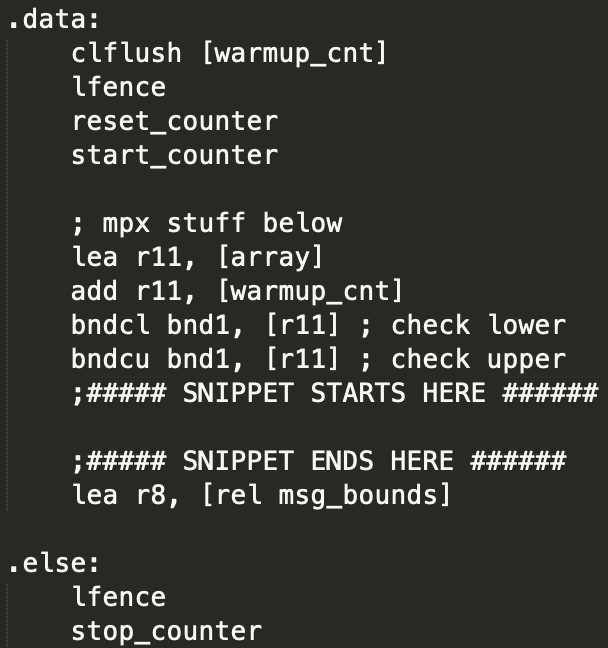 .data:
clflush [warmup_cnt]
lfence
reset_counter
start_counter
; mpx stuff below
lea r11, [array]
add r11, [warmup_cnt]
bndcl bnd1, [r11] ; check lower
bndcu bnd1, [r11] ; check upper
;##### SNIPPET STARTS HERE ######
;##### SNIPPET ENDS HERE ######
lea r8, [rel msg_bounds]
.else:
lfence
stop_counter